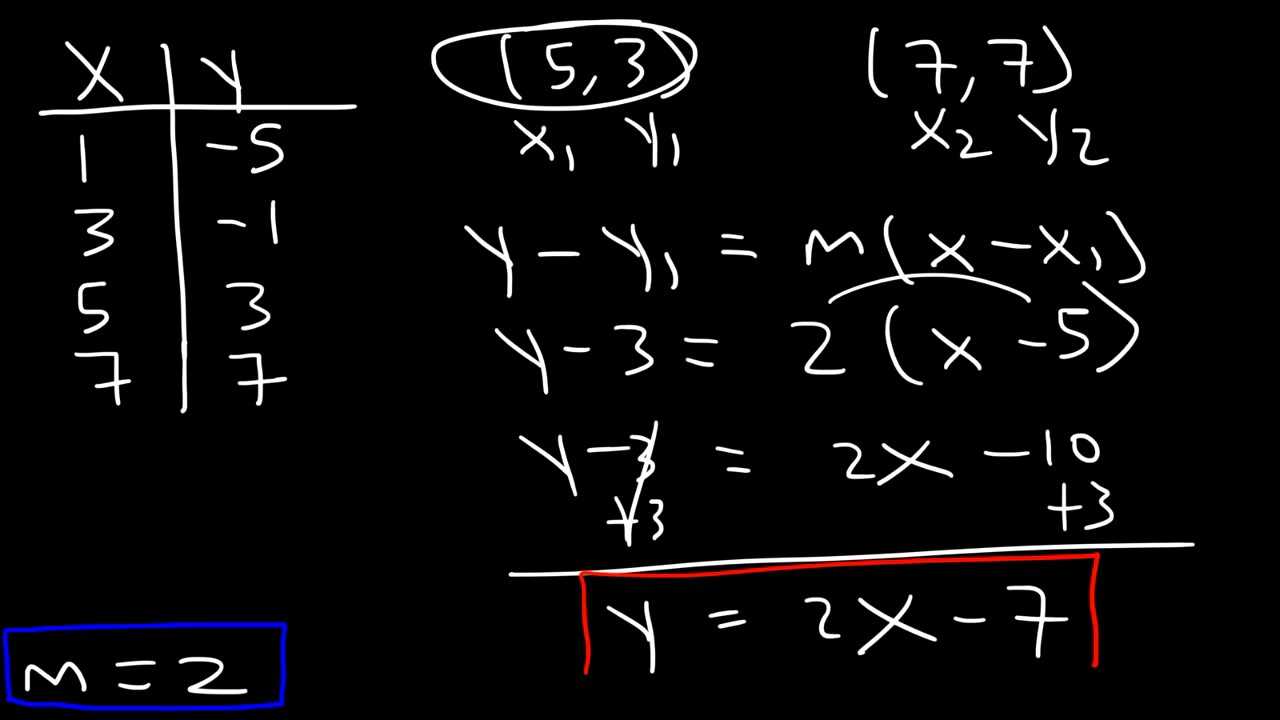 X | Y
1 | -5
3 | -1
5 | 3
7 | 7
m = 2
(5, 3) (7, 7)
x₁ y₁ x₂ y₂
y - y₁ = m(x - x₁)
y - 3 = 2(x - 5)
y - 3 = 2x - 10
+3 +3
y = 2x - 7